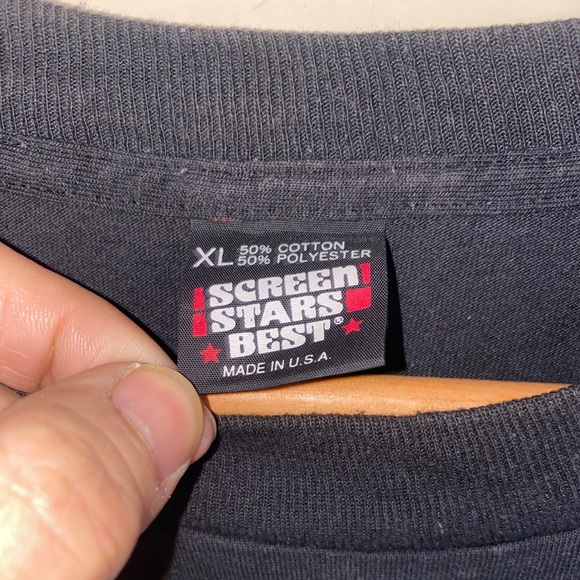 XL 50% COTTON
50% POLYESTER
SCREEN
STARS
BEST®
MADE IN U.S.A.